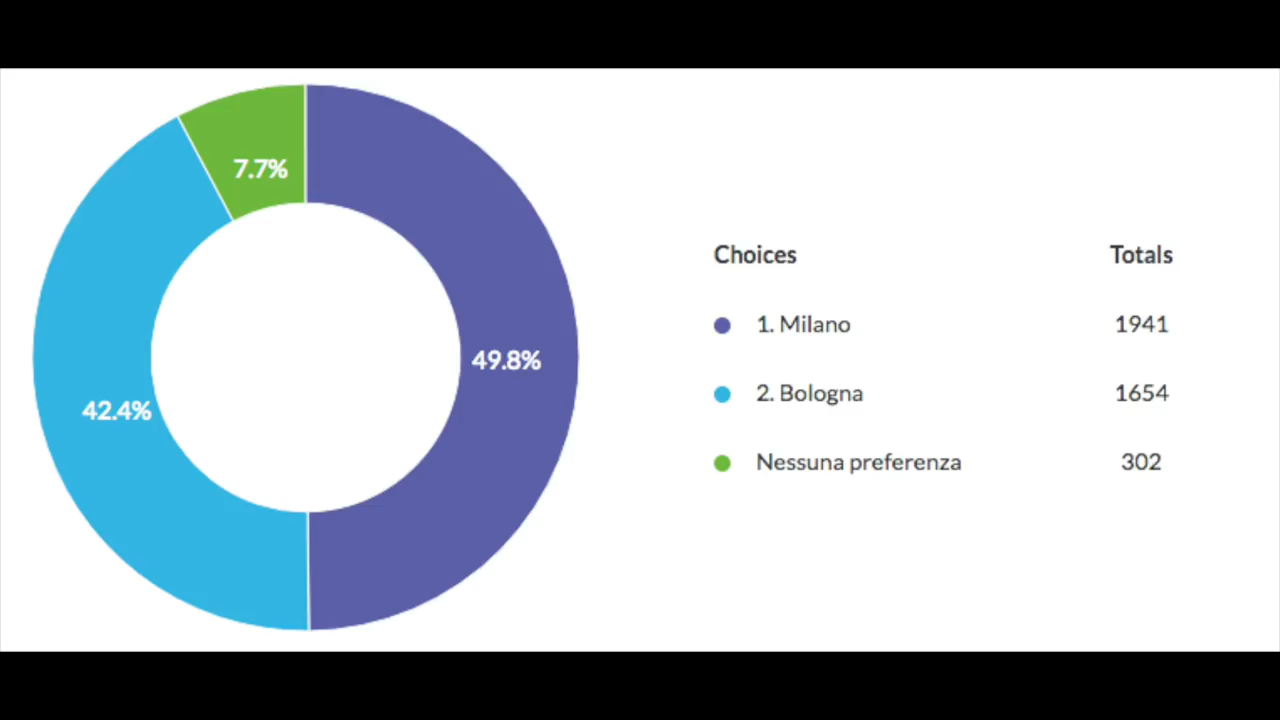 7.7%
49.8%
42.4%
Choices Totals
1. Milano 1941
2. Bologna 1654
Nessuna preferenza 302